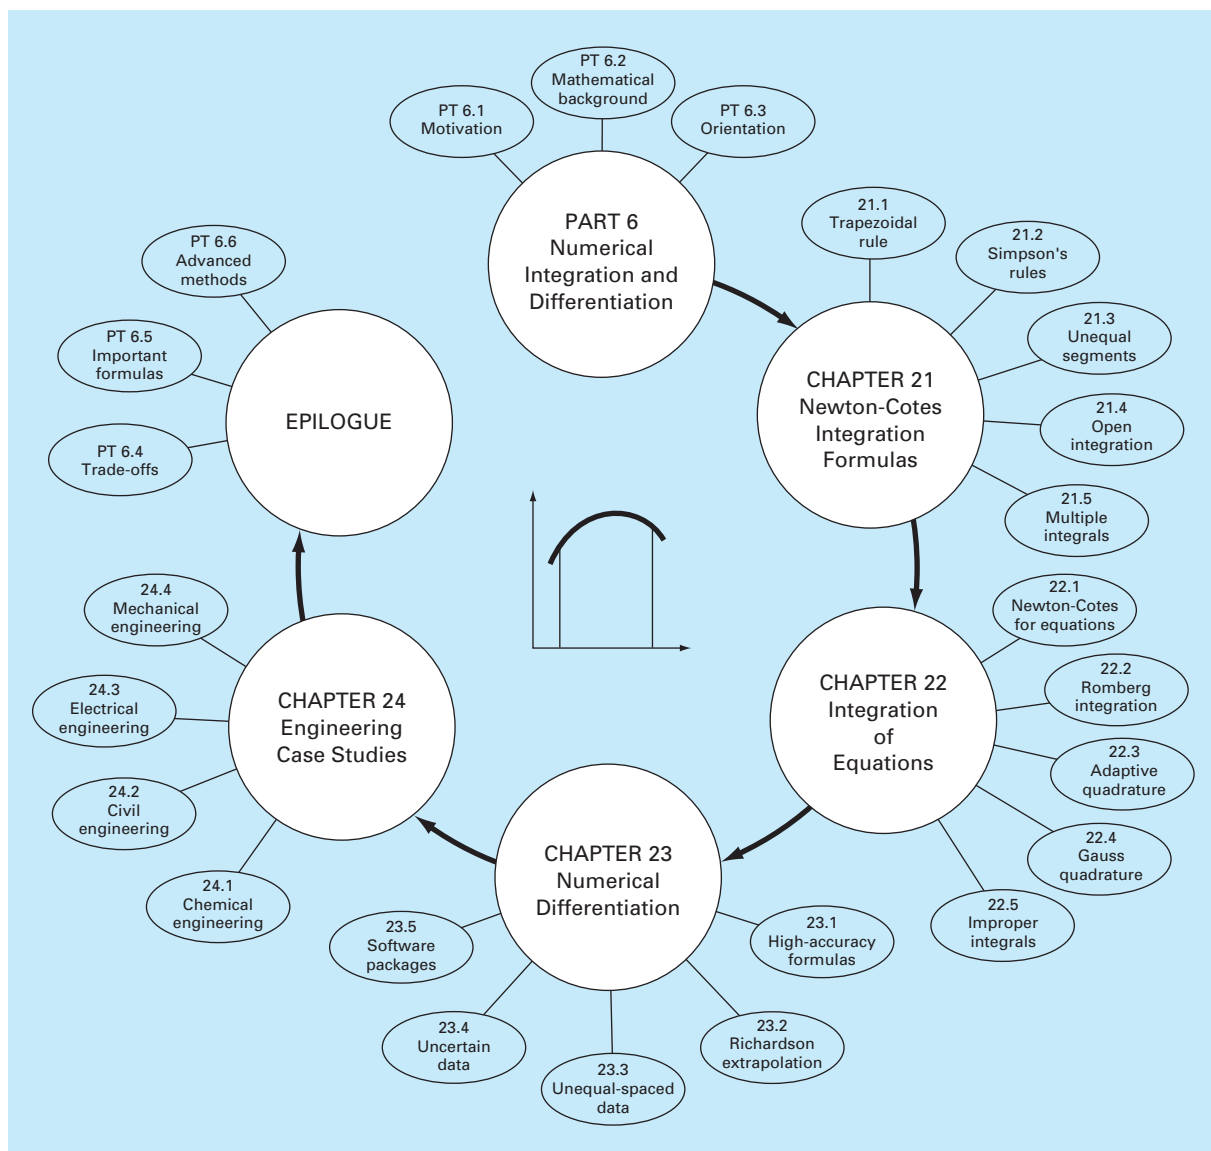 PT 6.1
Motivation
PT 6.2
Mathematical
background
PT 6.3
Orientation
PART 6
Numerical
Integration and
Differentiation
21.1
Trapezoidal
rule
21.2
Simpson's
rules
21.3
Unequal
segments
21.4
Open
integration
21.5
Multiple
integrals
CHAPTER 21
Newton-Cotes
Integration
Formulas
22.1
Newton-Cotes
for equations
22.2
Romberg
integration
22.3
Adaptive
quadrature
22.4
Gauss
quadrature
22.5
Improper
integrals
CHAPTER 22
Integration
of
Equations
CHAPTER 23
Numerical
Differentiation
23.1
High-accuracy
formulas
23.2
Richardson
extrapolation
23.3
Unequal-spaced
data
23.4
Uncertain
data
23.5
Software
packages
CHAPTER 24
Engineering
Case Studies
24.1
Chemical
engineering
24.2
Civil
engineering
24.3
Electrical
engineering
24.4
Mechanical
engineering
EPILOGUE
PT 6.4
Trade-offs
PT 6.5
Important
formulas
PT 6.6
Advanced
methods